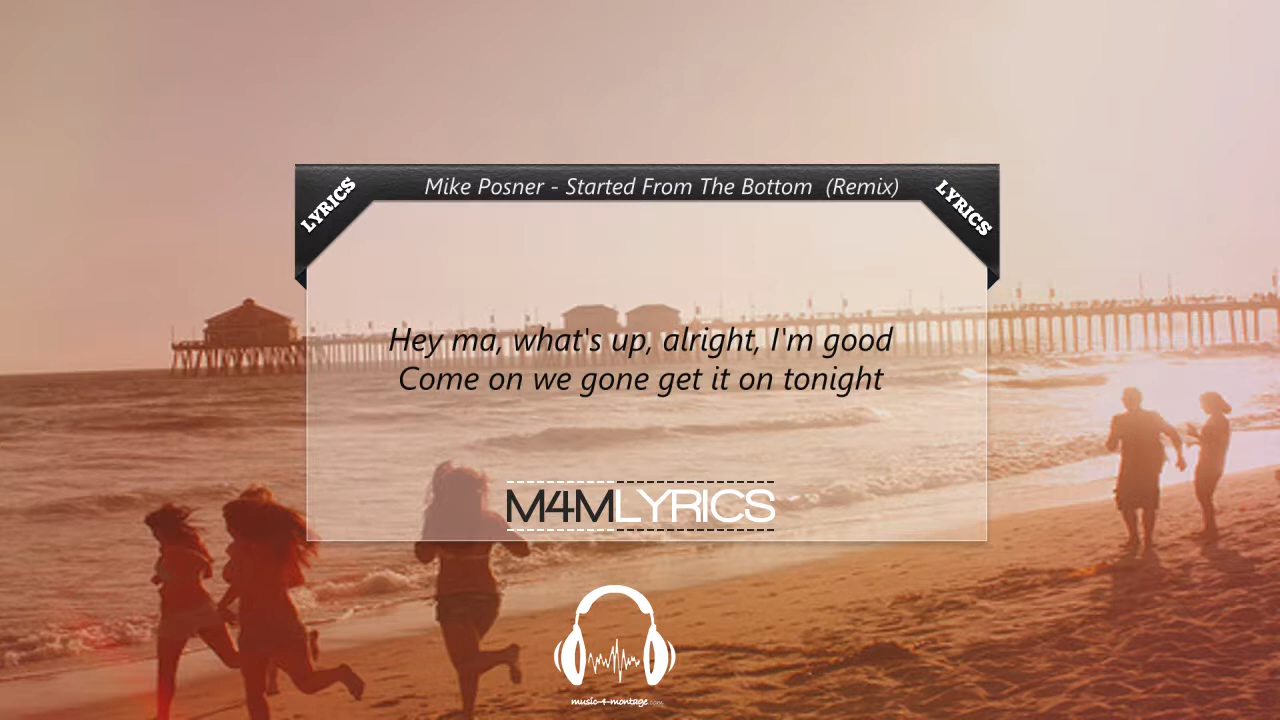 Mike Posner - Started From The Bottom (Remix)
LYRICS
LYRICS
Hey ma, what's up, alright, I'm good
Come on we gone get it on tonight
M4MLYRICS
music-4-montage.com